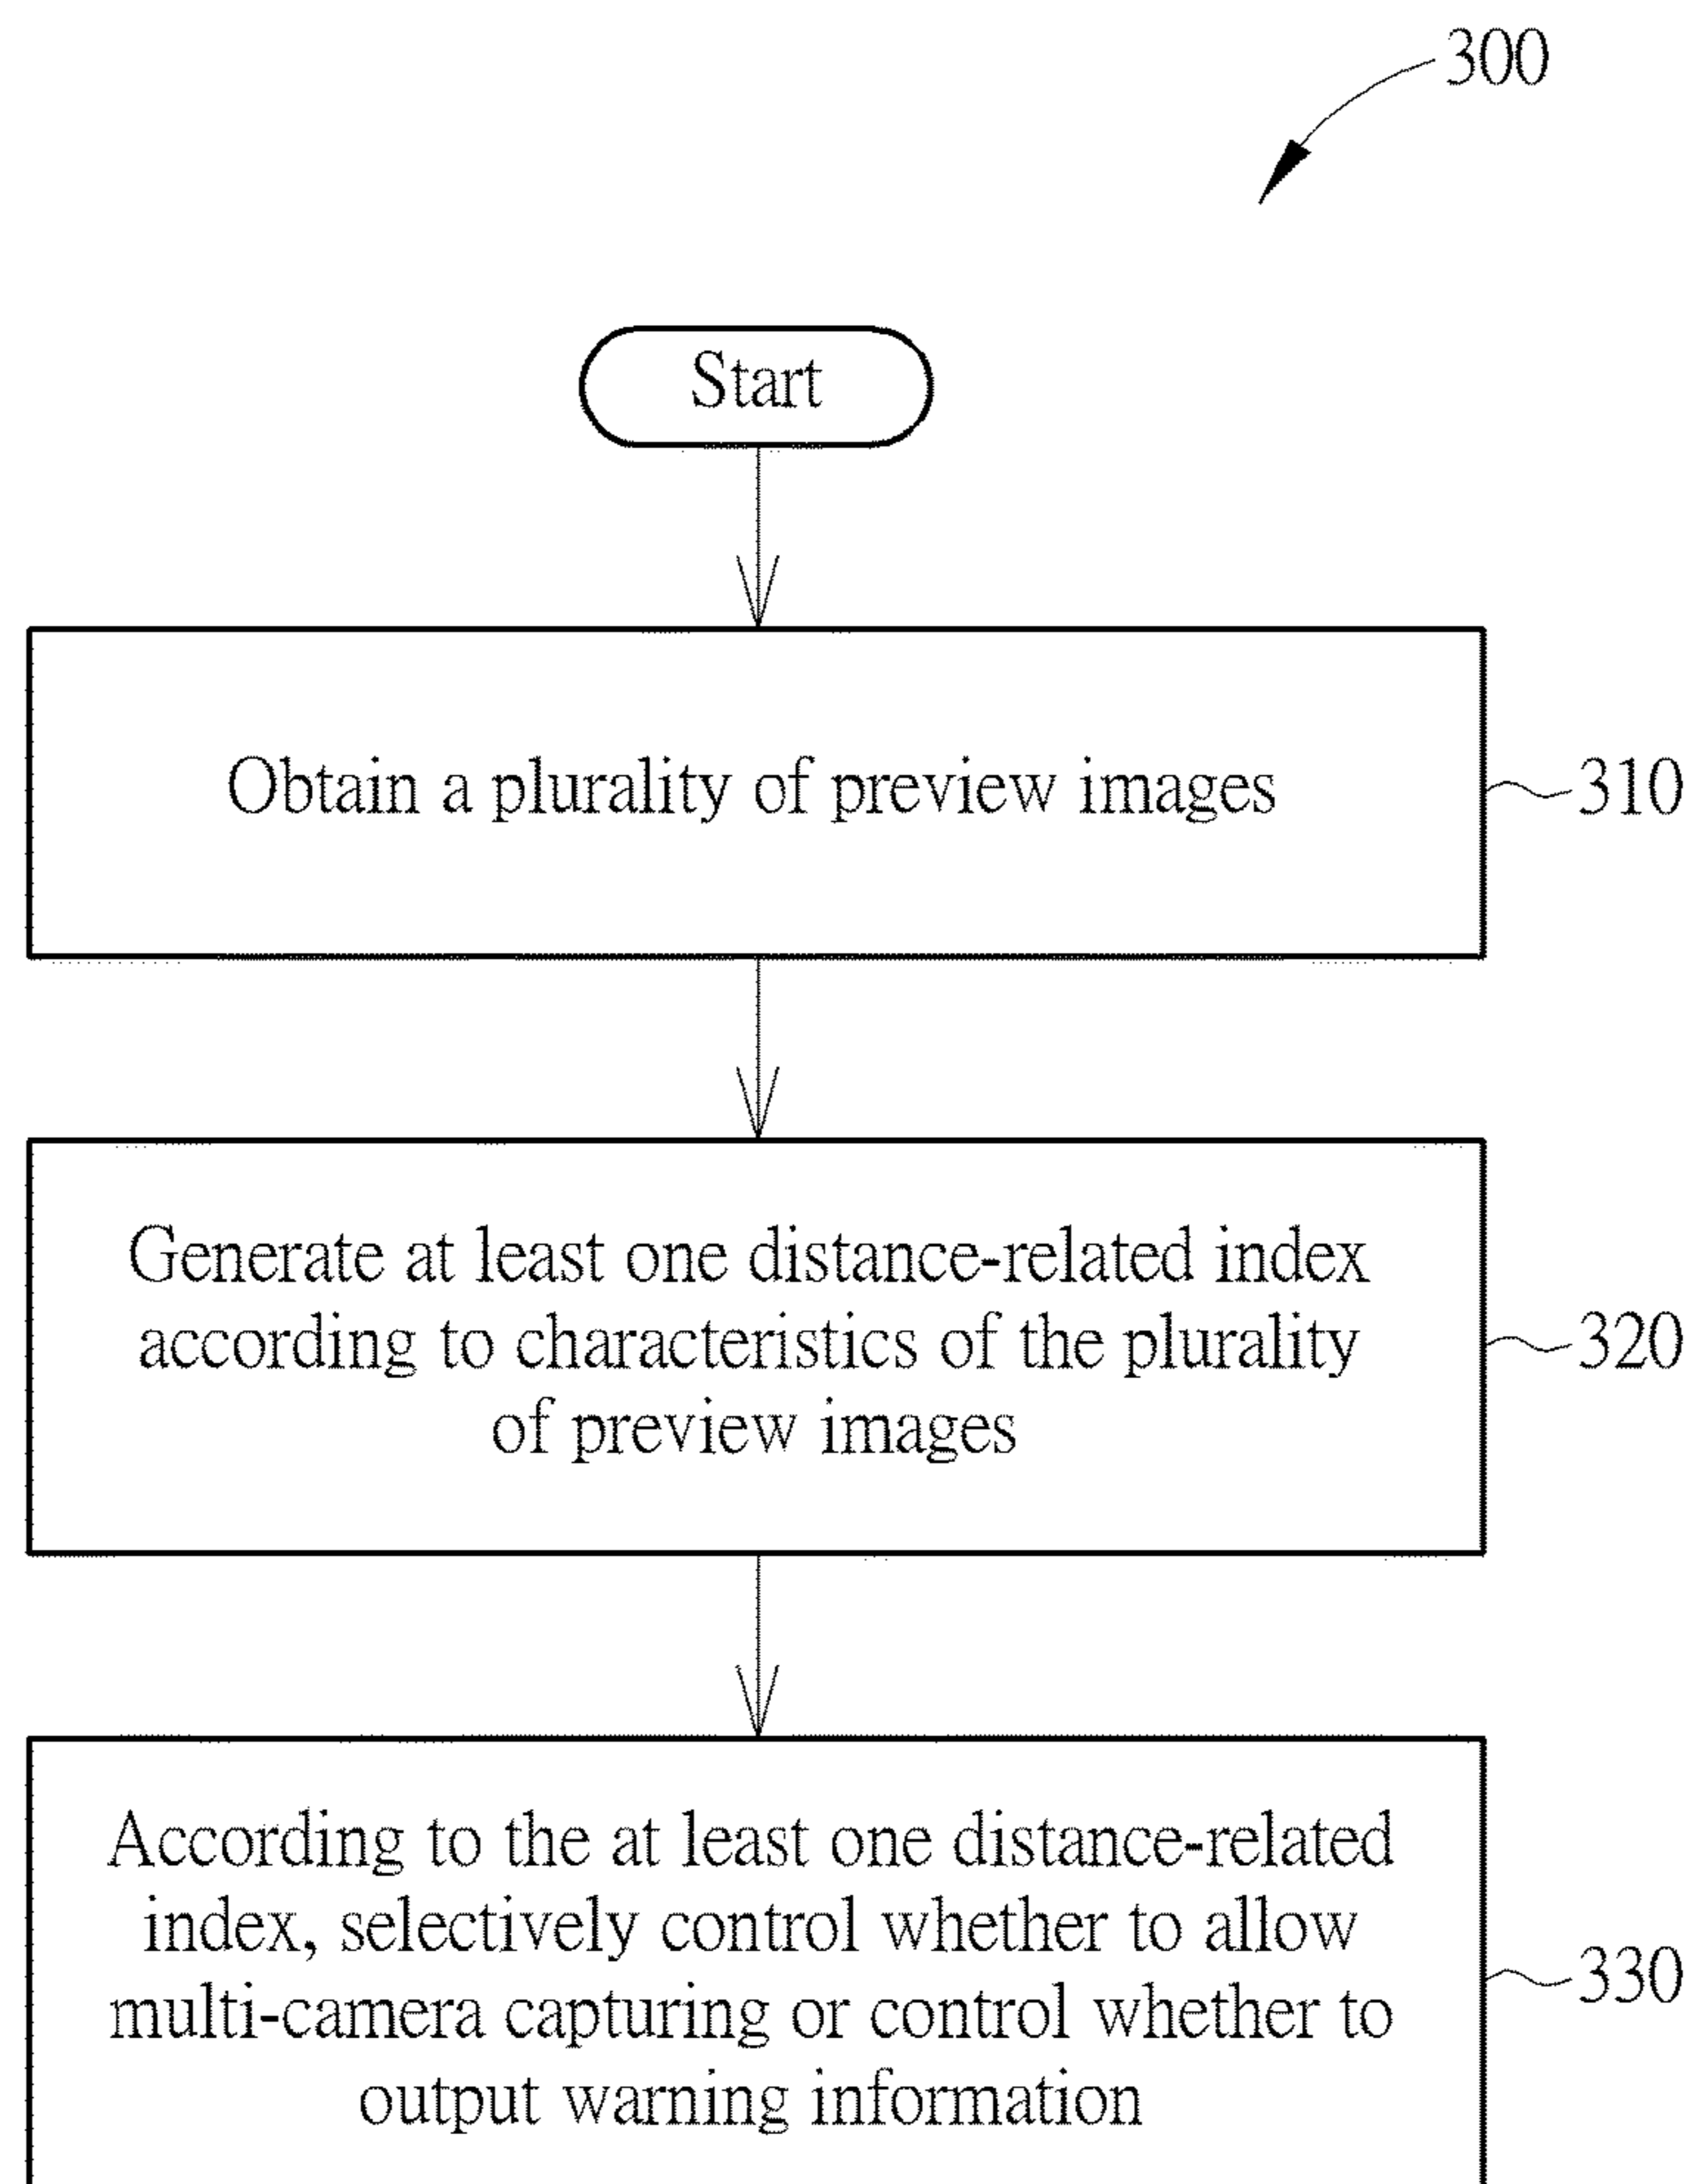 300
Start
Obtain a plurality of preview images
310
Generate at least one distance-related index
according to characteristics of the plurality
of preview images
320
According to the at least one distance-related
index, selectively control whether to allow
multi-camera capturing or control whether to
output warning information
330